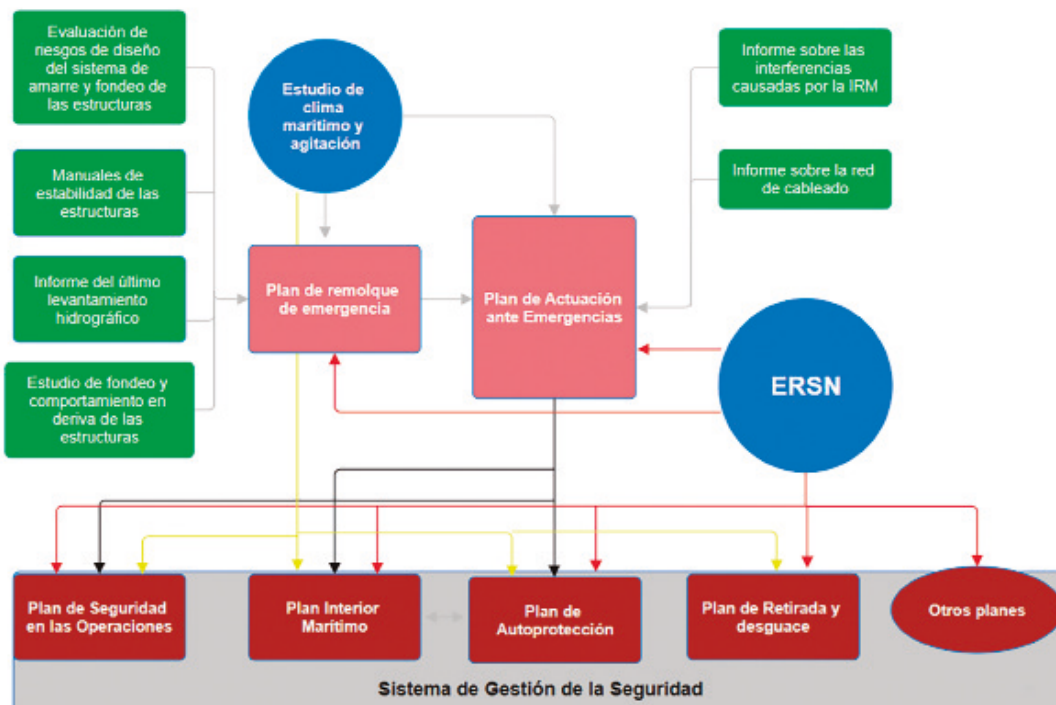 Evaluación de
riesgos de diseño
del sistema de
amarre y fondeo de
las estructuras
Manuales de
estabilidad de las
estructuras
Informe del último
levantamiento
hidrográfico
Estudio de fondeo y
comportamiento en
deriva de las
estructuras
Estudio de
clima
marítimo y
agitación
Informe sobre las
interferencias
causadas por la IRM
Informe sobre la red
de cableado
Plan de remolque
de emergencia
Plan de Actuación
ante Emergencias
ERSN
Plan de Seguridad
en las Operaciones
Plan Interior
Marítimo
Plan de
Autoprotección
Plan de Retirada y
desguace
Otros planes
Sistema de Gestión de la Seguridad